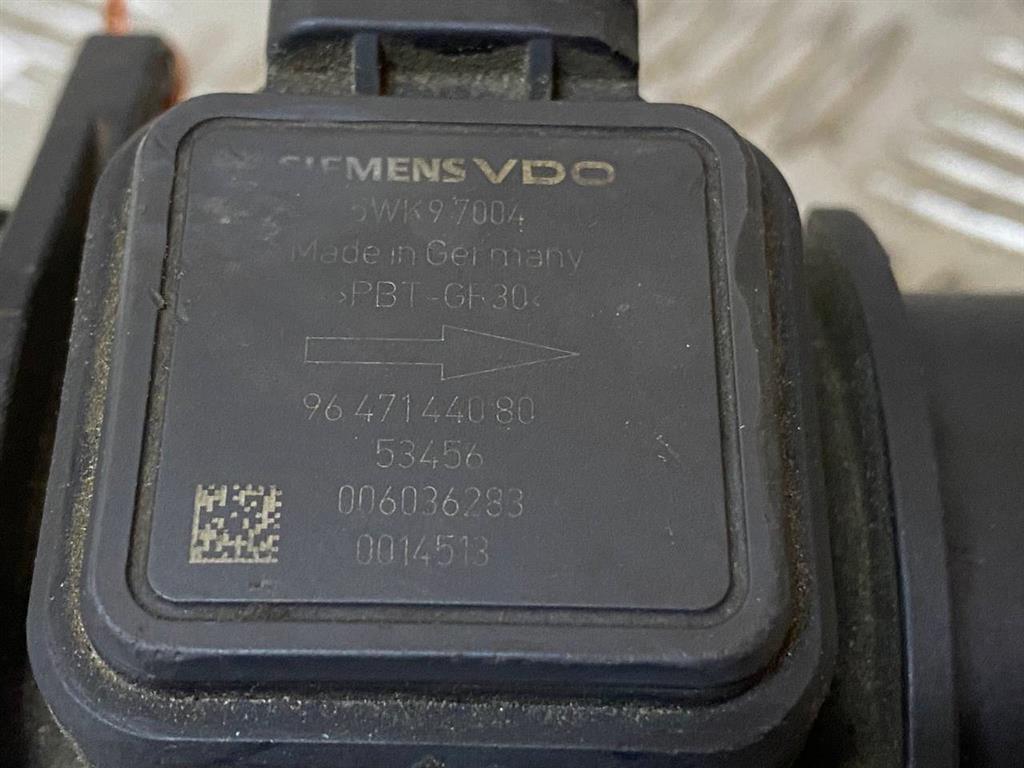 SIEMENS VDO
5WK9 7004
Made in Germany
>PBT-GF30<
96 471 440 80
53456
006036283
0014513